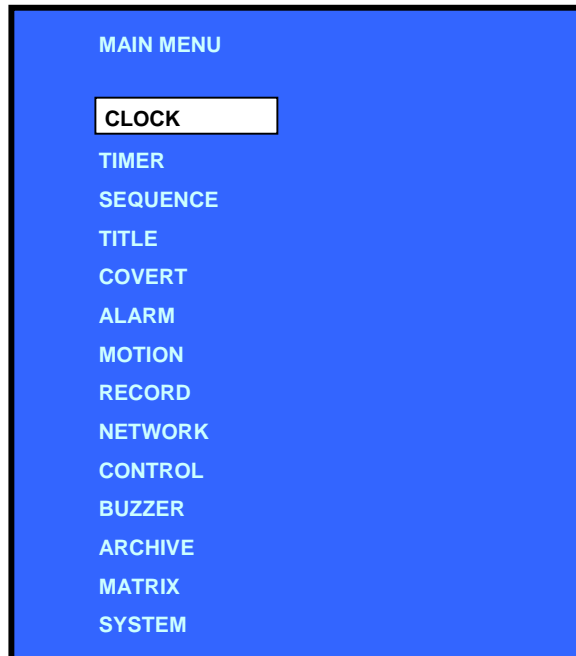 MAIN MENU
CLOCK
TIMER
SEQUENCE
TITLE
COVERT
ALARM
MOTION
RECORD
NETWORK
CONTROL
BUZZER
ARCHIVE
MATRIX
SYSTEM